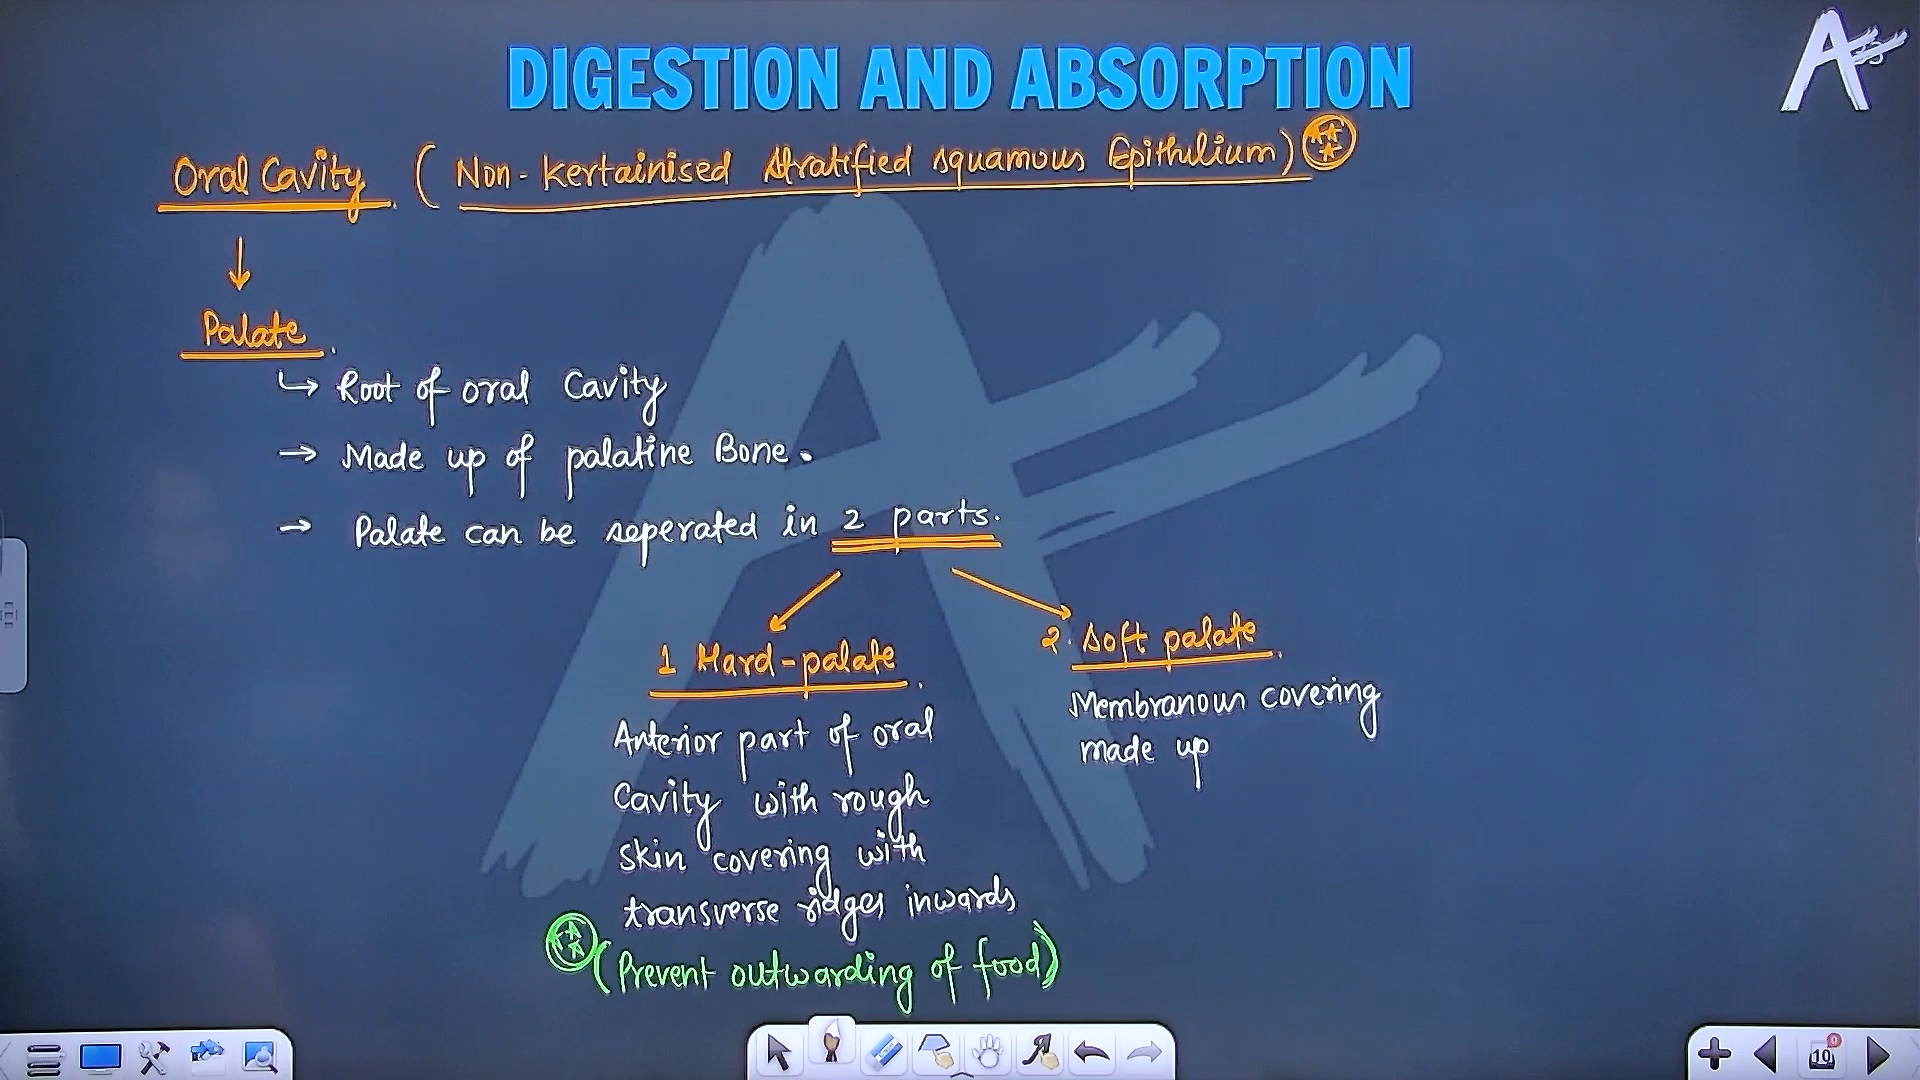 DIGESTION AND ABSORPTION
Oral Cavity (Non-Kertainised stratified squamous Epithilium)
Palate
↳ Root of oral Cavity
→ Made up of palatine Bone.
→ Palate can be seperated in 2 parts.
1 Hard-palate
Anterior part of oral
Cavity with rough
skin covering with
transverse ridges inwards
(Prevent outwarding of food)
2. Soft palate
Membranous covering
made up
10